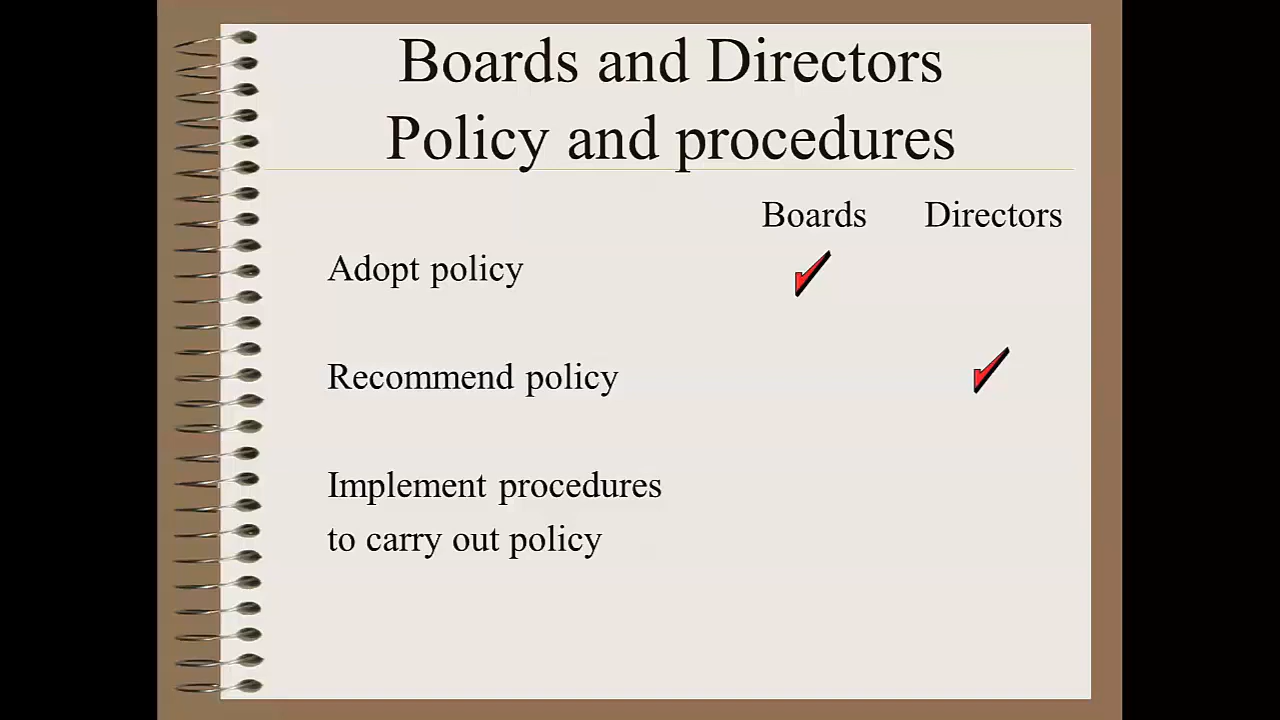 Boards and Directors
Policy and procedures
Boards Directors
Adopt policy
Recommend policy
Implement procedures
to carry out policy